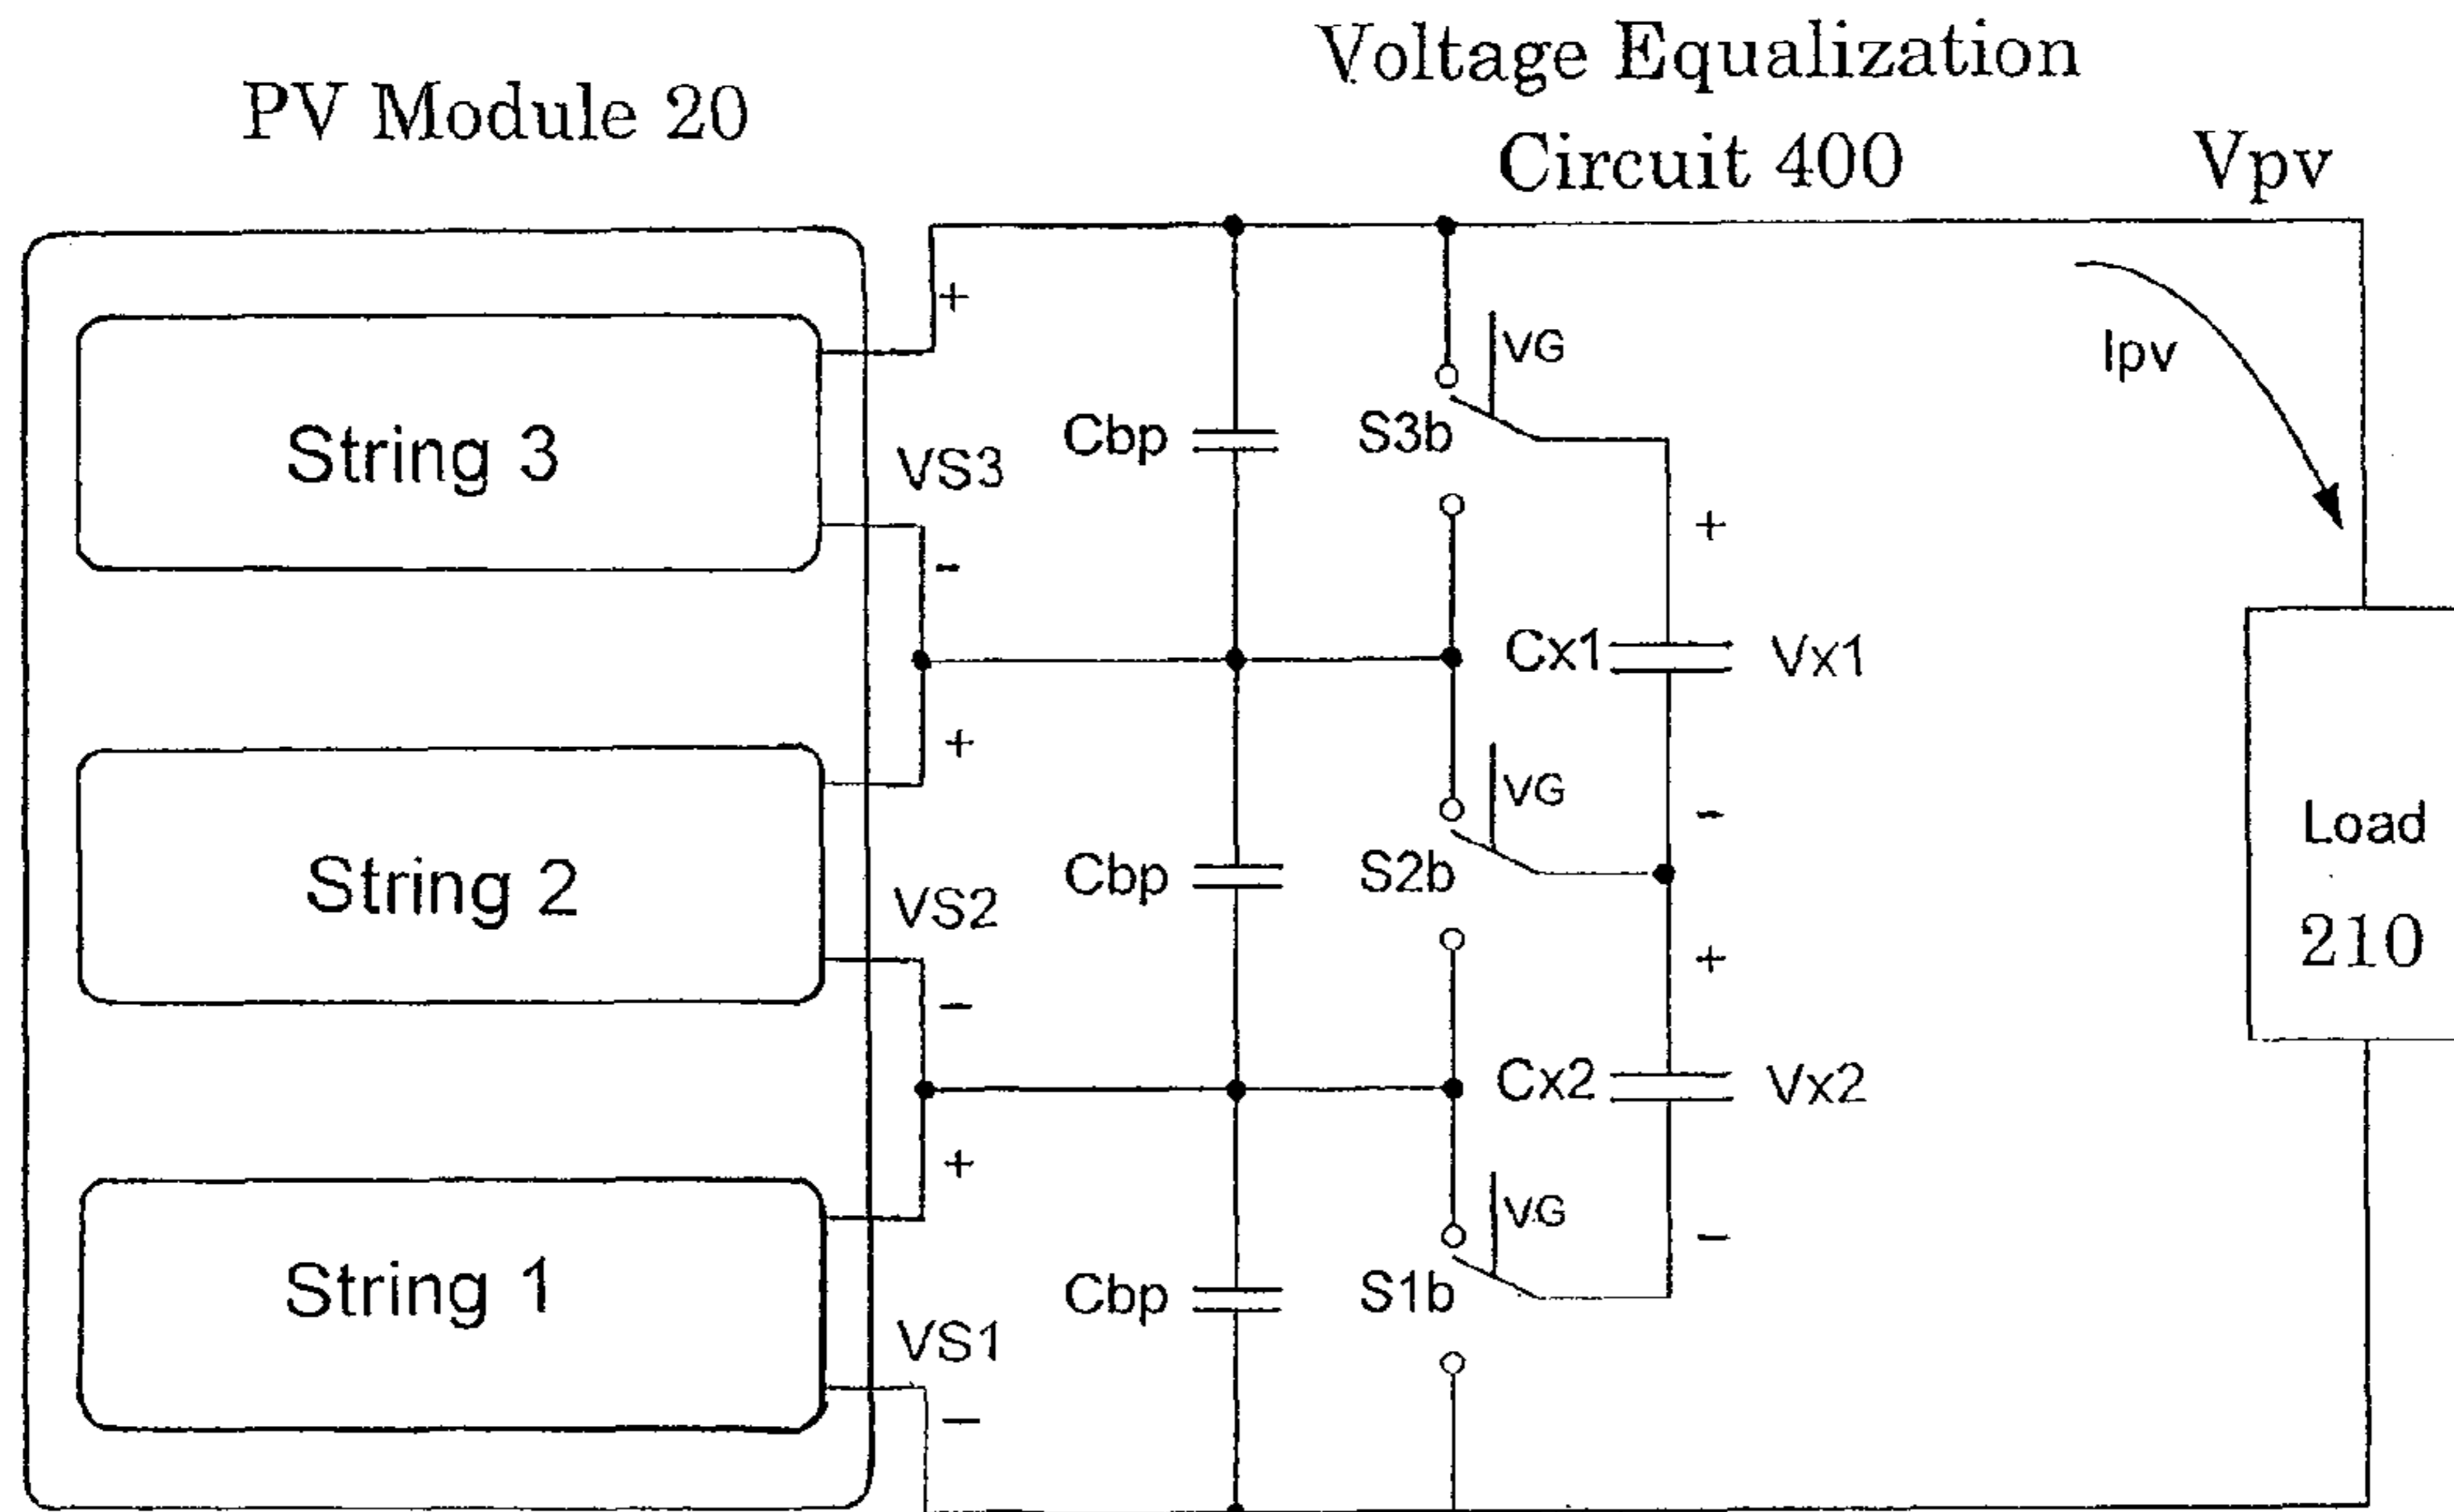 Voltage Equalization
Circuit 400
PV Module 20
Vpv
+
VG
Ipv
String 3
VS3
Cbp
S3b
+
-
Cx1
Vx1
+
VG
-
Load
210
String 2
VS2
Cbp
S2b
+
-
Cx2
Vx2
+
VG
-
String 1
VS1
Cbp
S1b
-